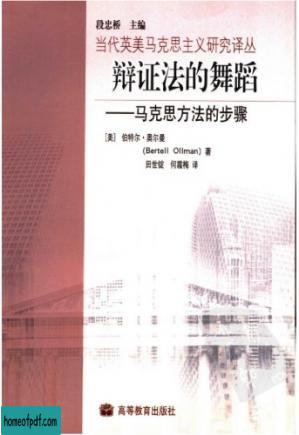 段忠桥 主编
当代英美马克思主义研究译丛
辩证法的舞蹈
——马克思方法的步骤
[美] 伯特尔·奥尔曼
(Bertell Ollman) 著
田世锭 何霜梅 译
高等教育出版社
homeofpdf.com